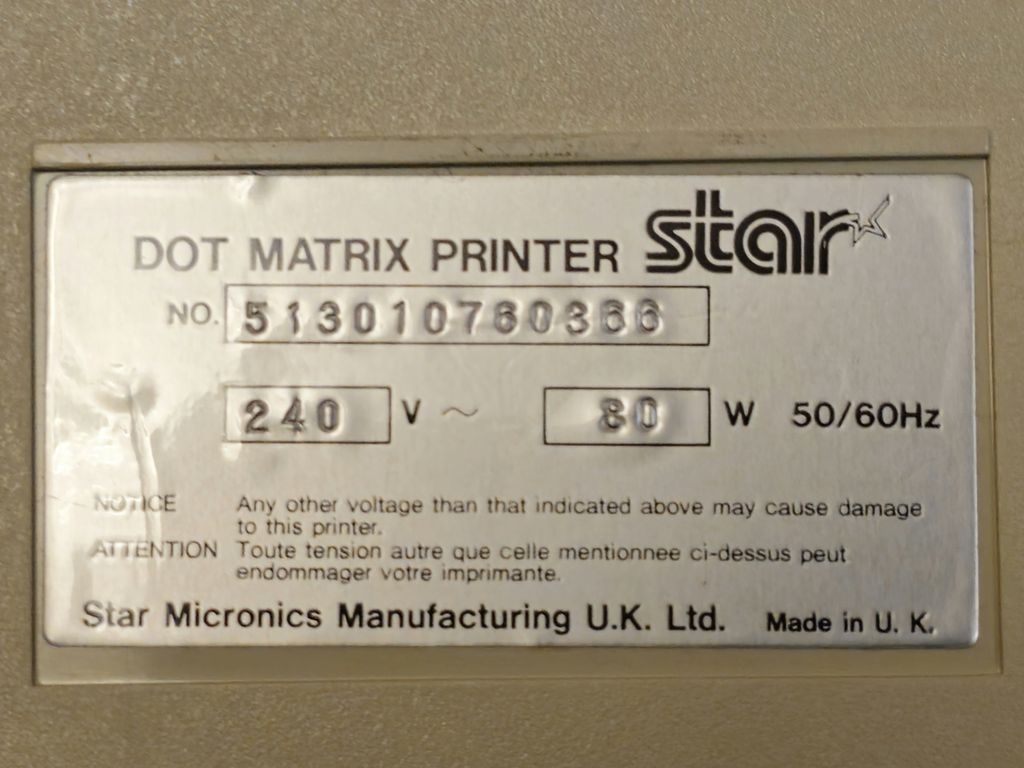 DOT MATRIX PRINTER star
NO. 513010760366
240 V ~ 80 W 50/60Hz
NOTICE Any other voltage than that indicated above may cause damage
to this printer.
ATTENTION Toute tension autre que celle mentionnee ci-dessus peut
endommager votre imprimante.
Star Micronics Manufacturing U.K. Ltd. Made in U. K.